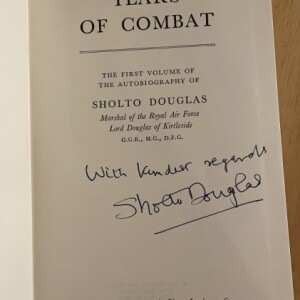 YEARS
OF COMBAT
THE FIRST VOLUME OF
THE AUTOBIOGRAPHY OF
SHOLTO DOUGLAS
Marshal of the Royal Air Force
Lord Douglas of Kirtleside
G.C.B., M.C., D.F.C.
With kindest regards
Sholto Douglas